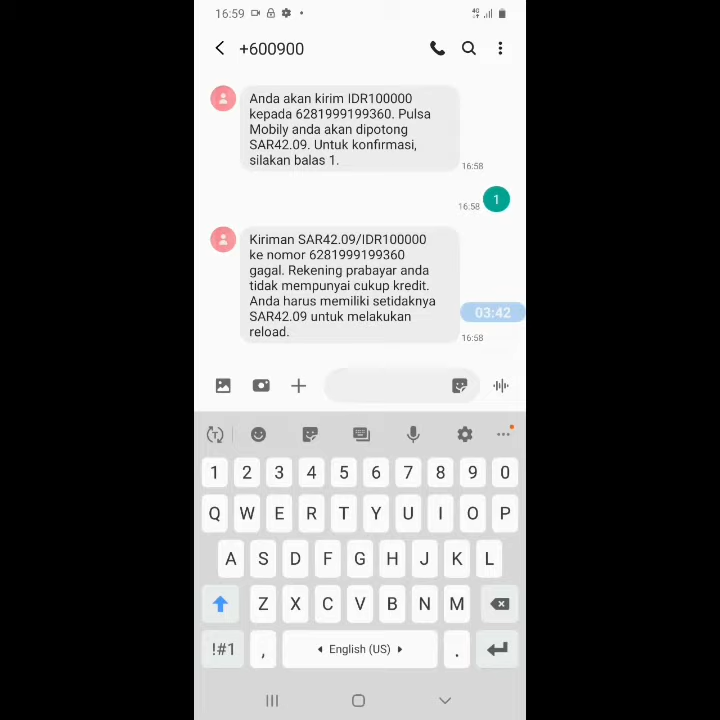 16:59
4G
+600900
Anda akan kirim IDR100000
kepada 6281999199360. Pulsa
Mobily anda akan dipotong
SAR42.09. Untuk konfirmasi,
silakan balas 1.
16:58
16:58
1
Kiriman SAR42.09/IDR100000
ke nomor 6281999199360
gagal. Rekening prabayar anda
tidak mempunyai cukup kredit.
Anda harus memiliki setidaknya
SAR42.09 untuk melakukan
reload.
03:42
16:58
T
1 2 3 4 5 6 7 8 9 0
Q W E R T Y U I O P
A S D F G H J K L
Z X C V B N M
!#1 , English (US) .